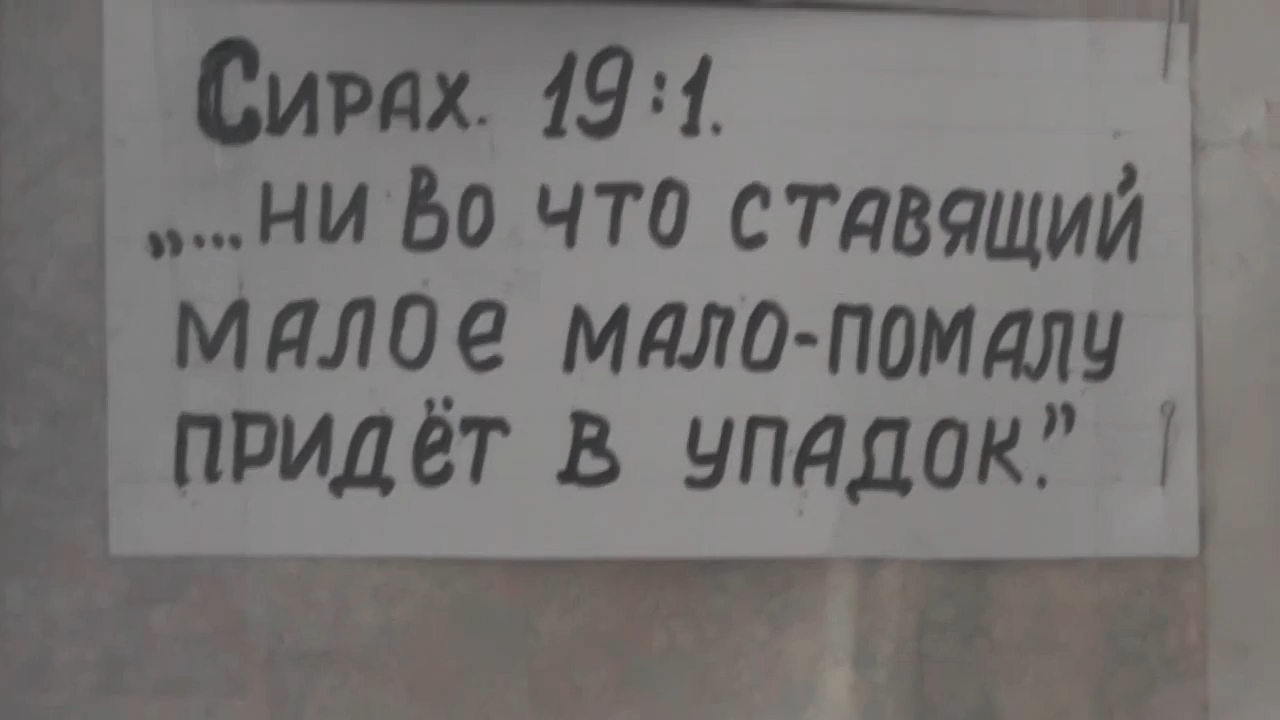 Сирах. 19:1.
„...ни во что ставящий
малое мало-помалу
придёт в упадок.”